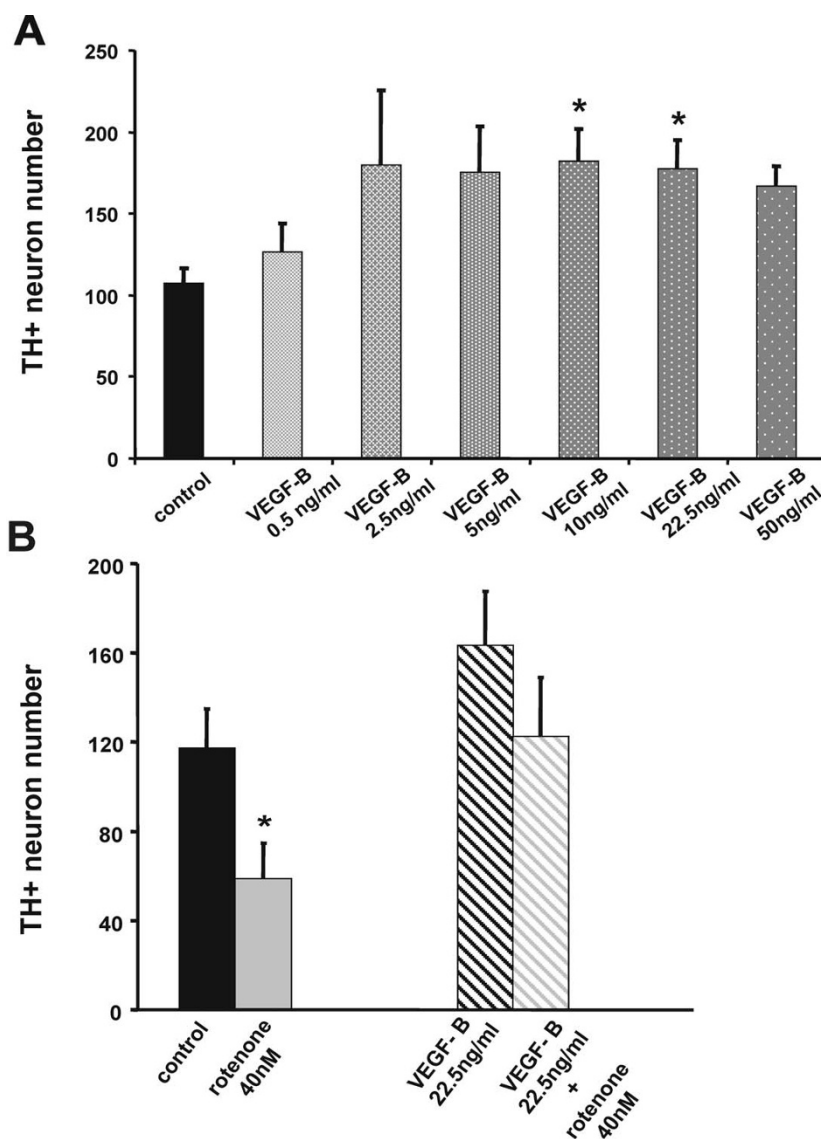 A
TH+ neuron number
250
200
150
100
50
0
*
*
control
VEGF-B
0.5 ng/ml
VEGF-B
2.5ng/ml
VEGF-B
5ng/ml
VEGF-B
10ng/ml
VEGF-B
22.5ng/ml
VEGF-B
50ng/ml
B
TH+ neuron number
200
160
120
80
40
0
*
control
rotenone
40nM
VEGF- B
22.5ng/ml
VEGF- B
22.5ng/ml
+
rotenone
40nM